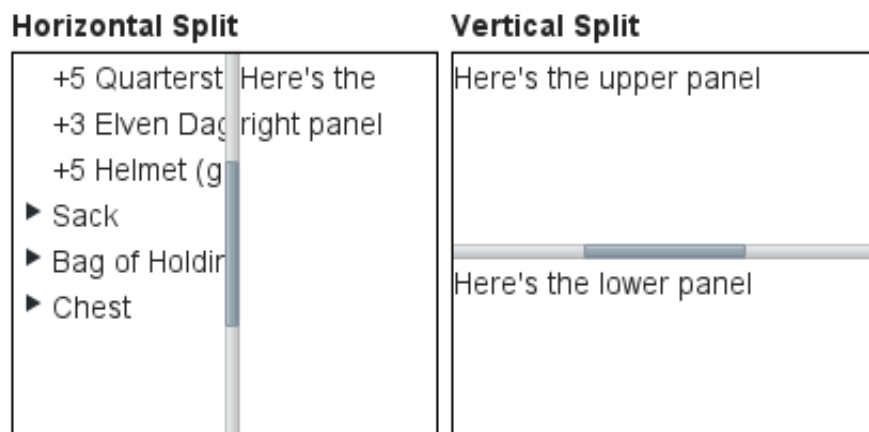 Horizontal Split
+5 Quarterst
+3 Elven Dag
+5 Helmet (g
Sack
Bag of Holdin
Chest
Here's the
right panel
Vertical Split
Here's the upper panel
Here's the lower panel